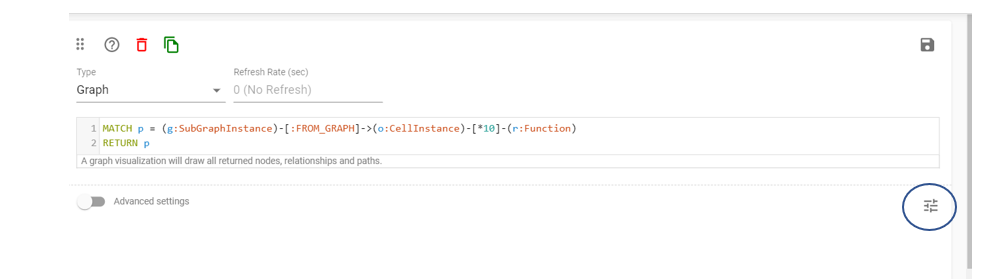 Type
Refresh Rate (sec)
Graph
0 (No Refresh)
1 MATCH p = (g:SubGraphInstance)-[:FROM_GRAPH]->(o:CellInstance)-[*10]-(r:Function)
2 RETURN p
A graph visualization will draw all returned nodes, relationships and paths.
Advanced settings